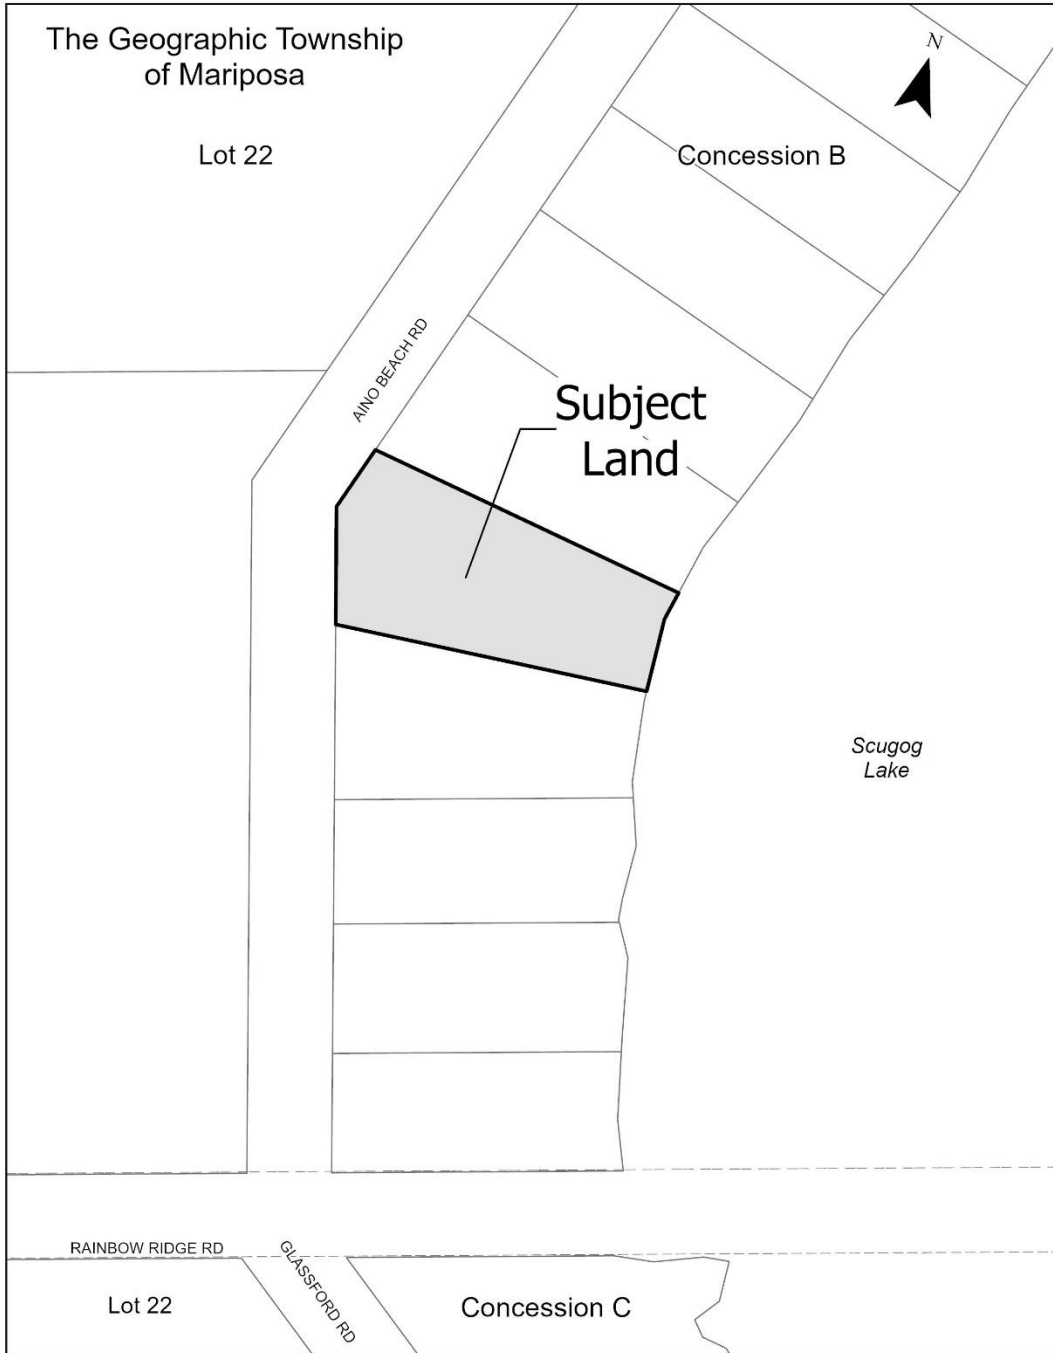 The Geographic Township
of Mariposa
N
Lot 22
Concession B
AINO BEACH RD
Subject
Land
Scugog
Lake
RAINBOW RIDGE RD
GLASSFORD RD
Lot 22
Concession C